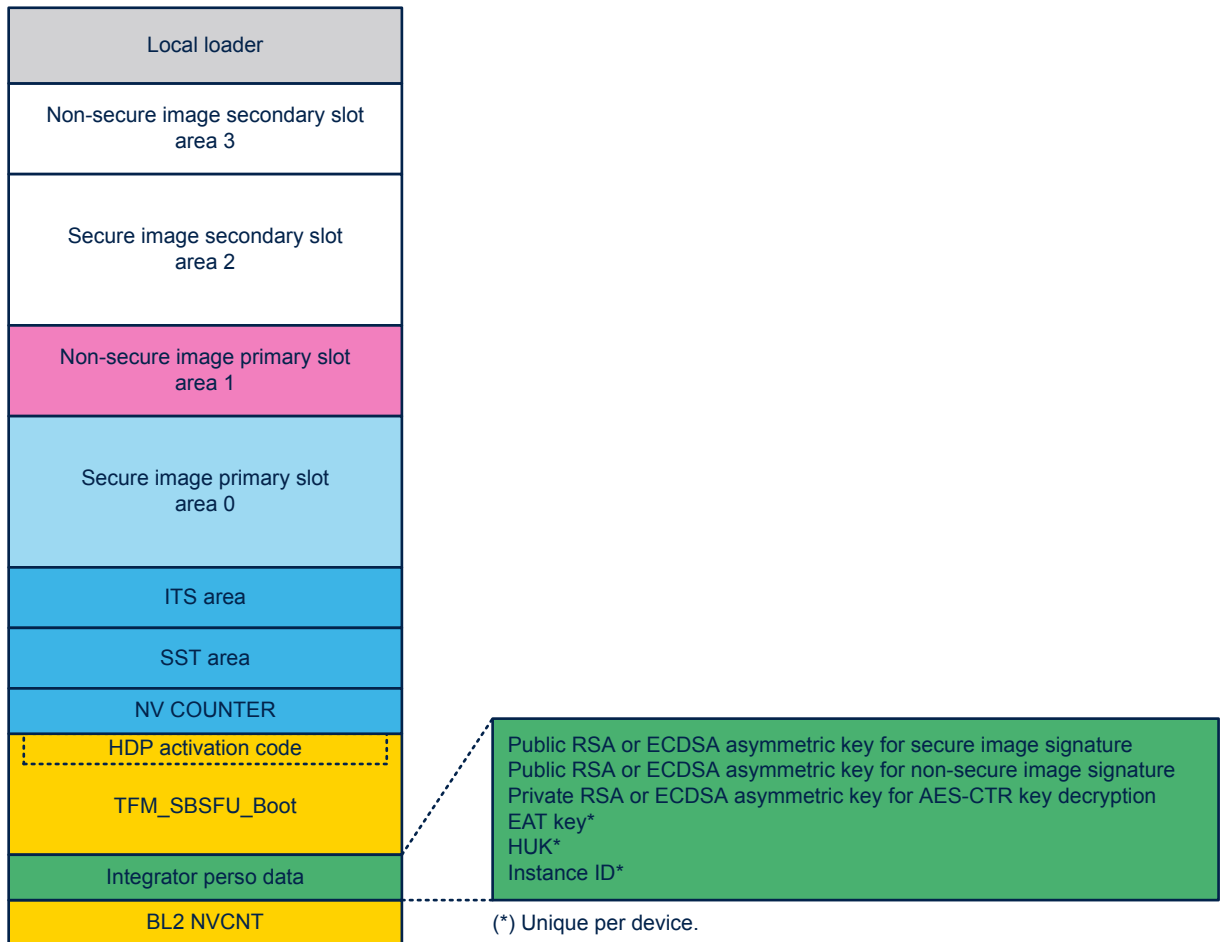 Local loader
Non-secure image secondary slot
area 3
Secure image secondary slot
area 2
Non-secure image primary slot
area 1
Secure image primary slot
area 0
ITS area
SST area
NV COUNTER
HDP activation code
TFM_SBSFU_Boot
Integrator perso data
BL2 NVCNT
Public RSA or ECDSA asymmetric key for secure image signature
Public RSA or ECDSA asymmetric key for non-secure image signature
Private RSA or ECDSA asymmetric key for AES-CTR key decryption
EAT key*
HUK*
Instance ID*
(*) Unique per device.